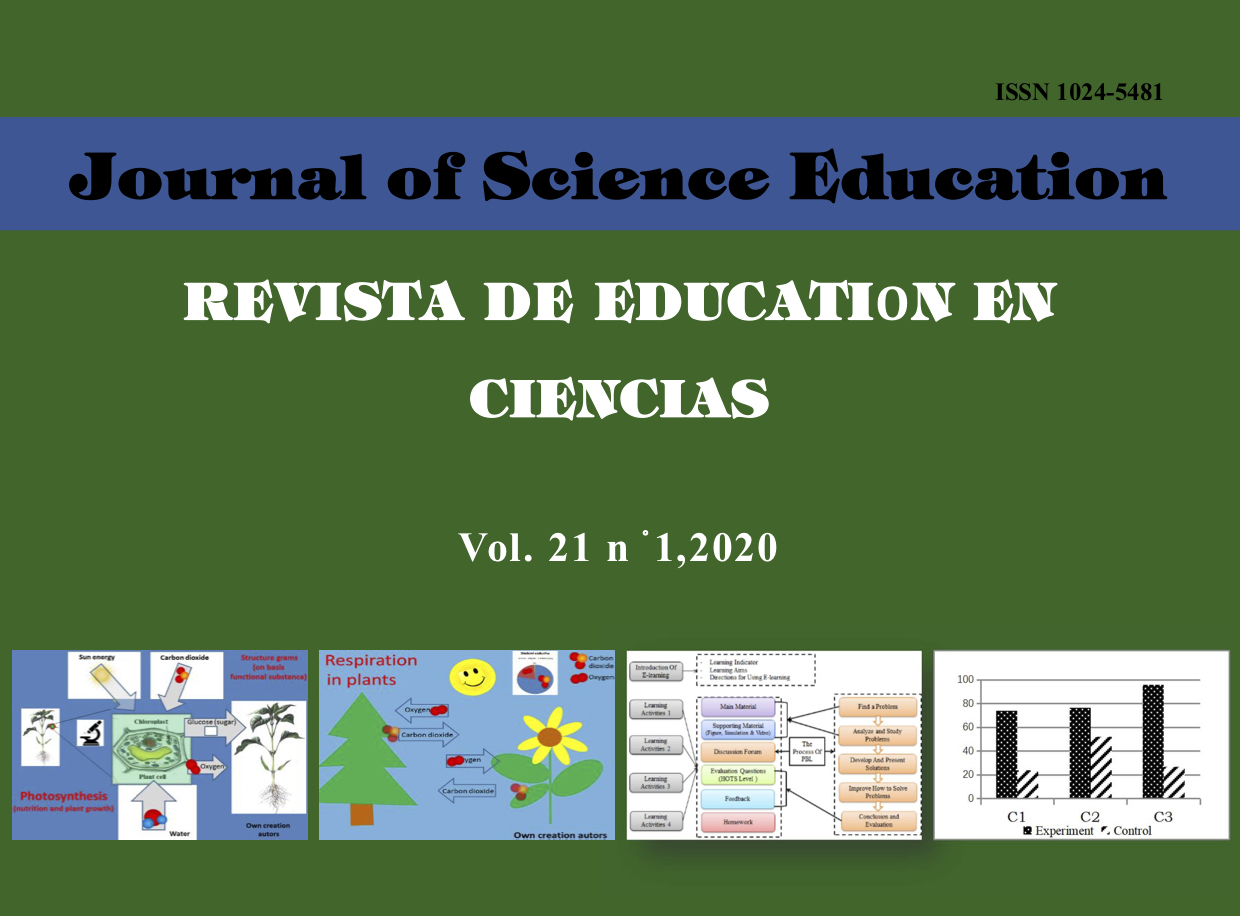 ISSN 1024-5481
Journal of Science Education
REVISTA DE EDUCATION EN
CIENCIAS
Vol. 21 n °1,2020
Sun energy
Carbon dioxide
Structure grams
(on basis
functional substance)
Chloroplast
Glucose (sugar)
Oxygen
Plant cell
Photosynthesis
(nutrition and plant growth)
Water
Own creation
autors
Respiration
in plants
Carbon
dioxide
Oxygen
Oxygen
Carbon dioxide
Carbon dioxide
Own creation autors
Introduction Of
E-learning
- Learning Indicator
- Learning Aims
- Directions for Using E-learning
Learning
Activities 1
Learning
Activities 2
Learning
Activities 3
Learning
Activities 4
Main Material
Supporting Material
(Figure, Simulation & Video)
Discussion Forum
Evaluation Questions
(HOTS Level )
Feedback
Homework
The
Process Of
PBL
Find a Problem
Analyze and Study
Problems
Develop And Present
Solutions
Improve How to Solve
Problems
Conclusion and
Evaluation
100
80
60
40
20
0
C1 C2 C3
Experiment Control